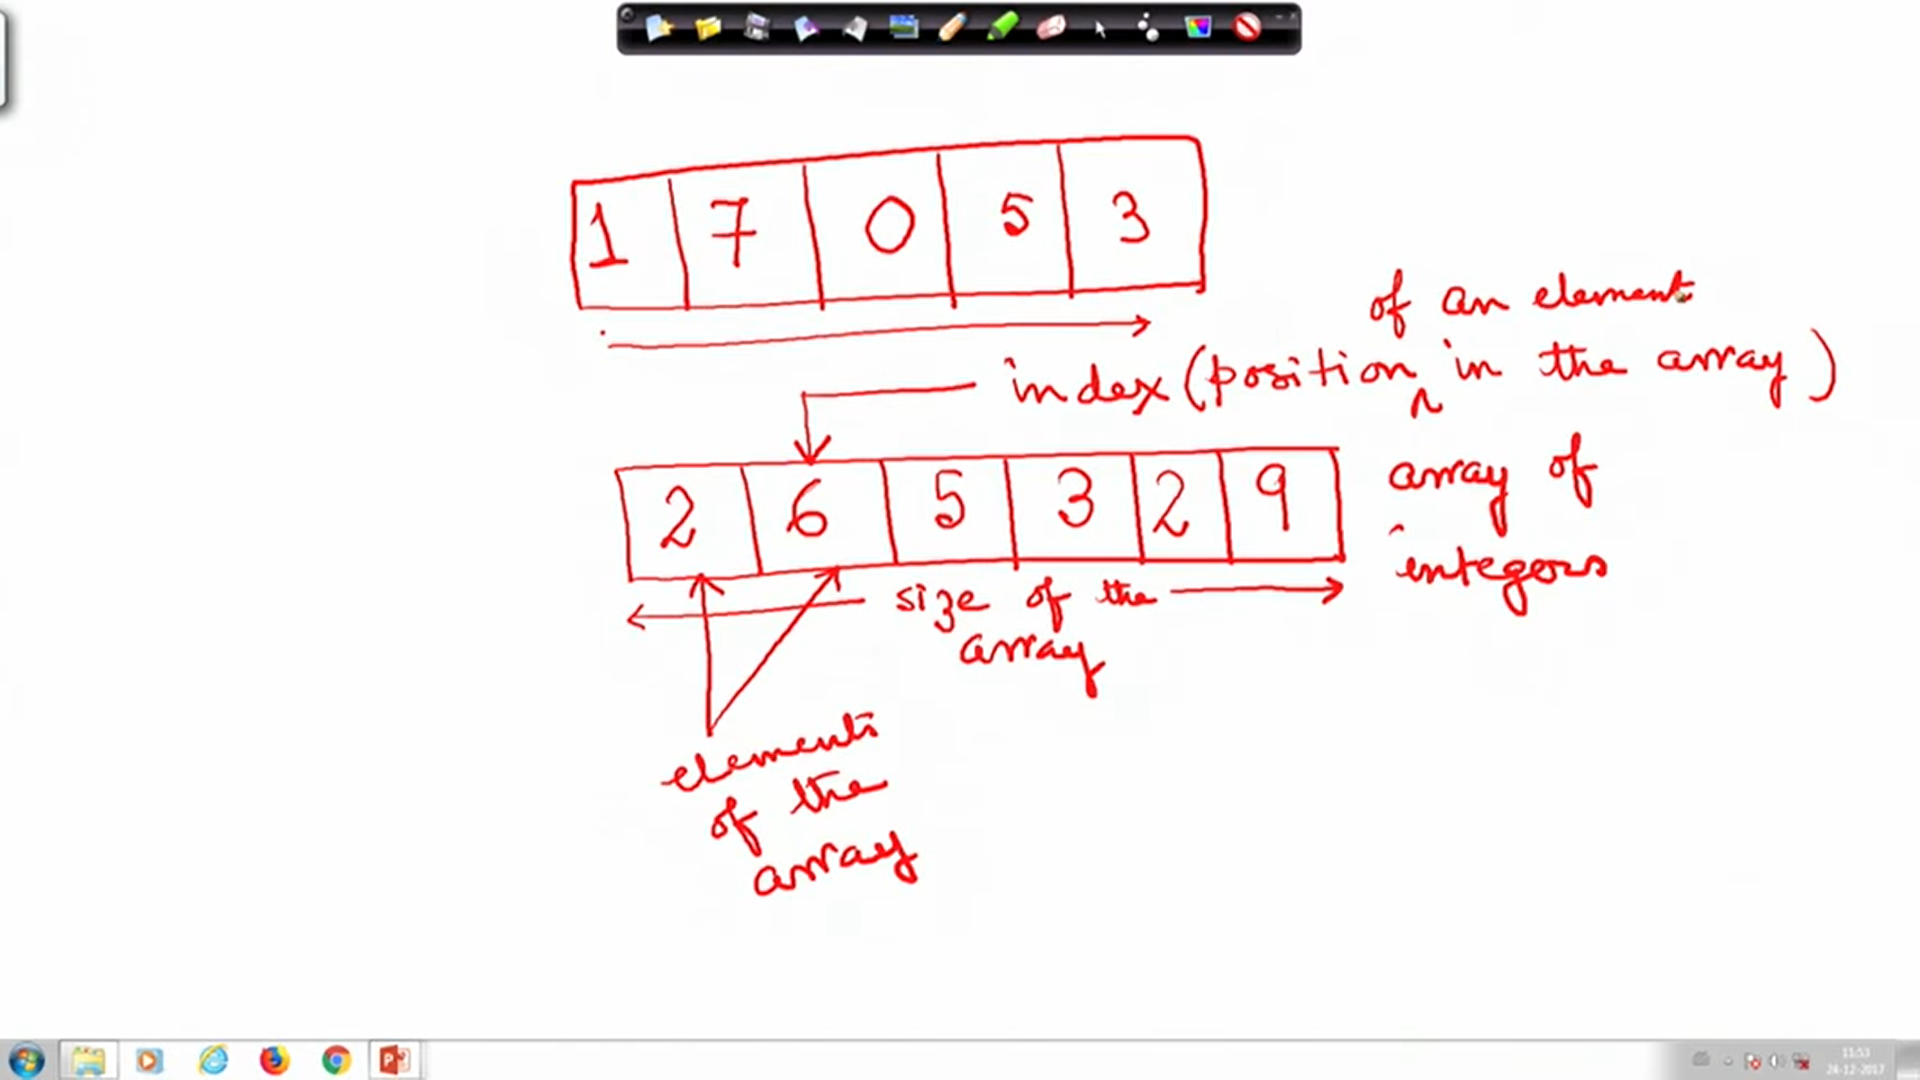 1 7 0 5 3
of an element
index (position in the array)
2 6 5 3 2 9
array of
integers
size of the
array
elements
of the
array
11:53
24-12-2017